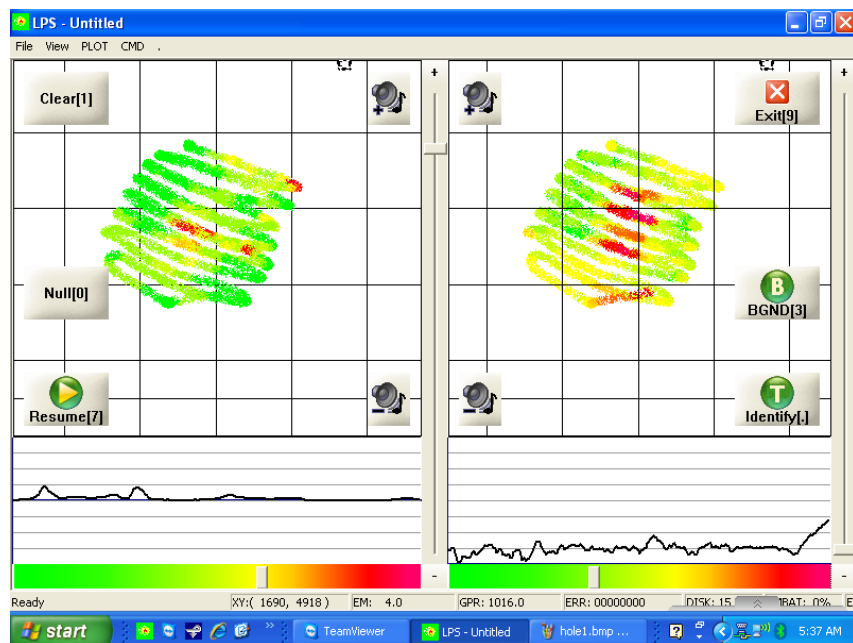 LPS - Untitled
File View PLOT CMD .
Clear[1]
+
Exit[9]
+
Null[0]
B
BGND[3]
Resume[7]
T
Identify[.]
-
-
Ready XY:( 1690, 4918 ) EM: 4.0 GPR: 1016.0 ERR: 00000000 DISK: 15 BAT: 0% E
start TeamViewer LPS - Untitled hole1.bmp ... 5:37 AM